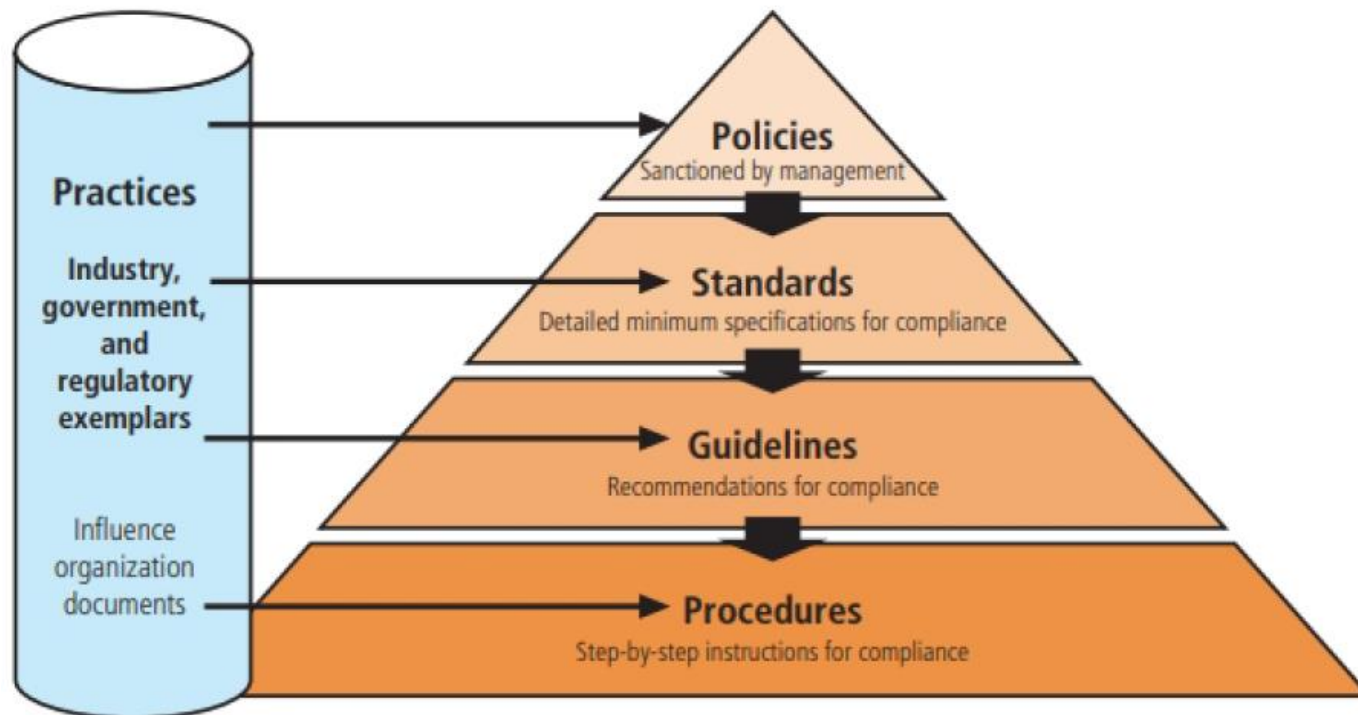 Practices
Industry,
government,
and
regulatory
exemplars
Influence
organization
documents
Policies
Sanctioned by management
Standards
Detailed minimum specifications for compliance
Guidelines
Recommendations for compliance
Procedures
Step-by-step instructions for compliance